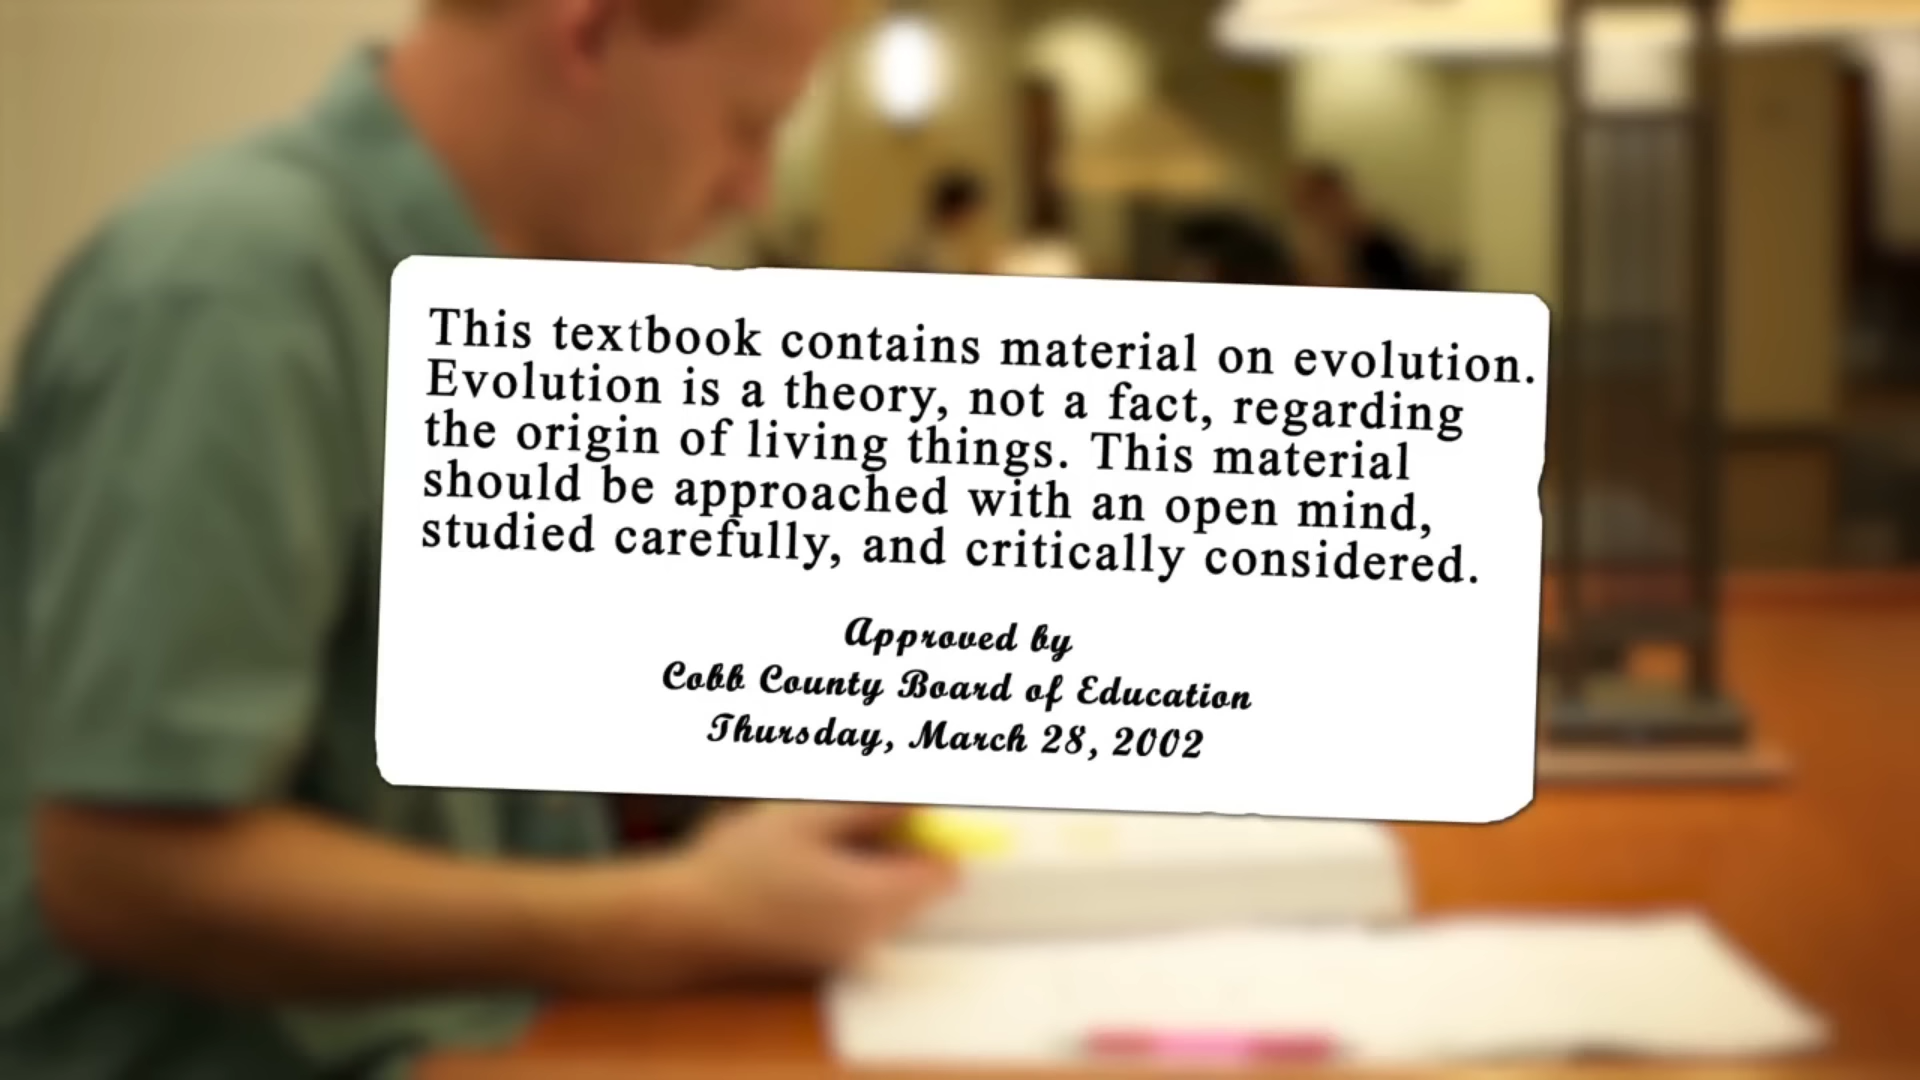 This textbook contains material on evolution.
Evolution is a theory, not a fact, regarding
the origin of living things. This material
should be approached with an open mind,
studied carefully, and critically considered.
Approved by
Cobb County Board of Education
Thursday, March 28, 2002